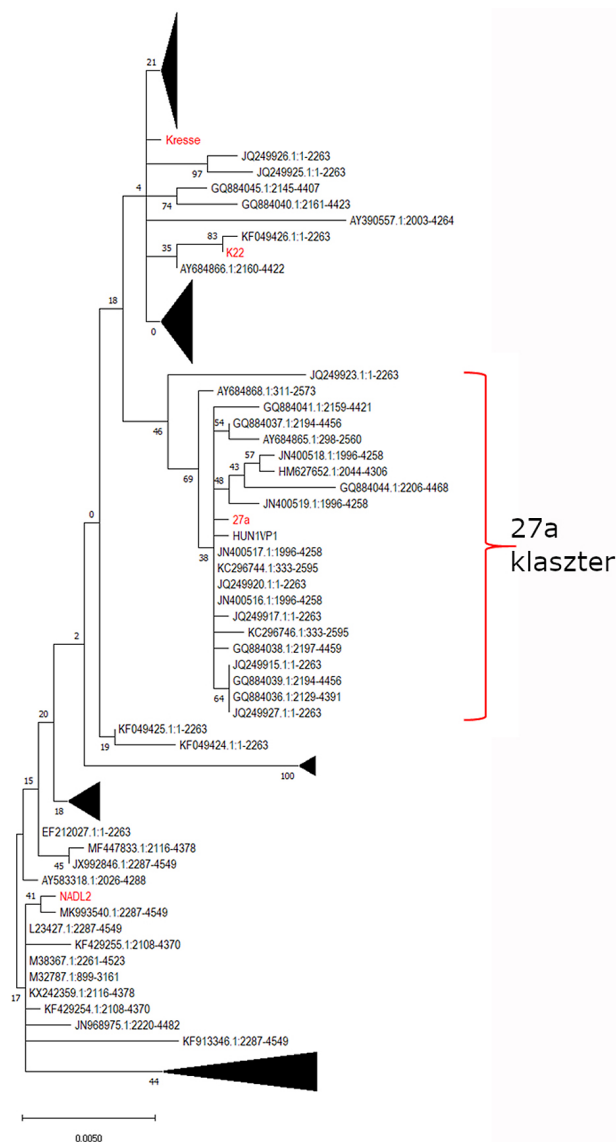 21
Kresse
JQ249926.1:1-2263
97
JQ249925.1:1-2263
4
GQ884045.1:2145-4407
74
GQ884040.1:2161-4423
AY390557.1:2003-4264
83
KF049426.1:1-2263
35
K22
AY684866.1:2160-4422
18
0
JQ249923.1:1-2263
AY684868.1:311-2573
GQ884041.1:2159-4421
54
GQ884037.1:2194-4456
46
AY684865.1:298-2560
57
JN400518.1:1996-4258
43
HM627652.1:2044-4306
69
48
GQ884044.1:2206-4468
JN400519.1:1996-4258
0
27a
HUN1VP1
27a
klaszter
JN400517.1:1996-4258
38
KC296744.1:333-2595
JQ249920.1:1-2263
JN400516.1:1996-4258
JQ249917.1:1-2263
KC296746.1:333-2595
2
GQ884038.1:2197-4459
JQ249915.1:1-2263
GQ884039.1:2194-4456
GQ884036.1:2129-4391
64
JQ249927.1:1-2263
20
KF049425.1:1-2263
19
KF049424.1:1-2263
100
15
18
EF212027.1:1-2263
MF447833.1:2116-4378
45
JX992846.1:2287-4549
AY583318.1:2026-4288
41
NADL2
MK993540.1:2287-4549
L23427.1:2287-4549
KF429255.1:2108-4370
M38367.1:2261-4523
M32787.1:899-3161
17
KX242359.1:2116-4378
KF429254.1:2108-4370
JN968975.1:2220-4482
KF913346.1:2287-4549
44
0.0050